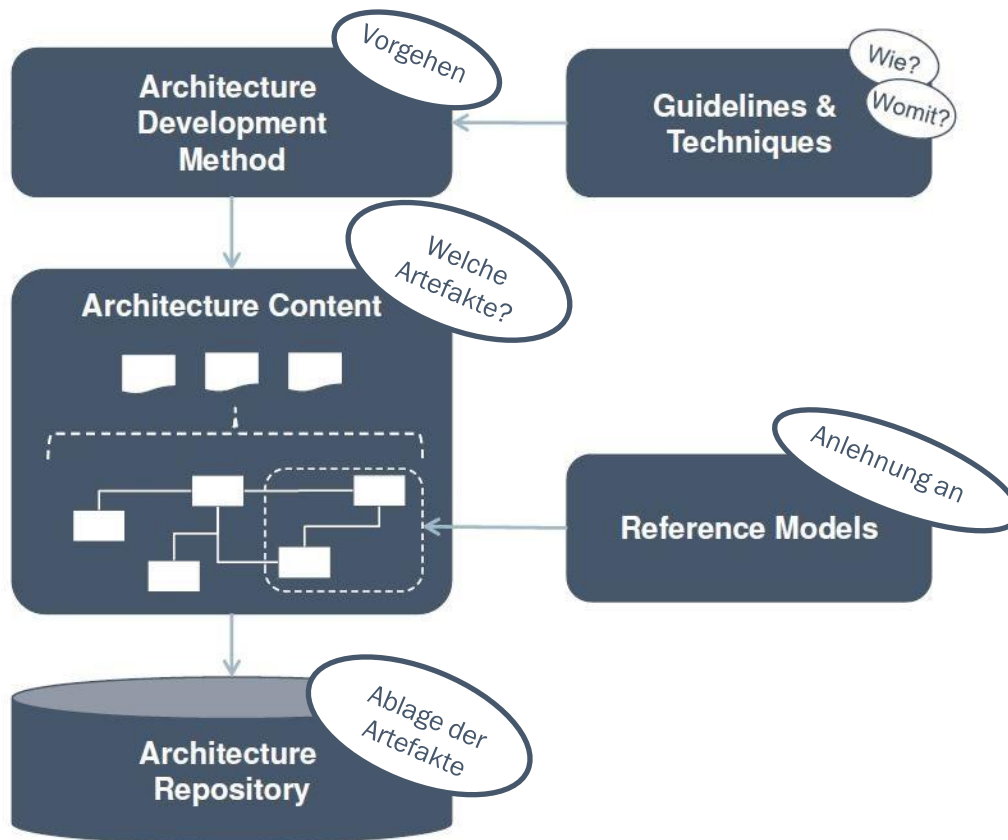 Vorgehen
Architecture
Development
Method
Wie?
Womit?
Guidelines &
Techniques
Welche
Artefakte?
Architecture Content
Anlehnung an
Reference Models
Ablage der
Artefakte
Architecture
Repository